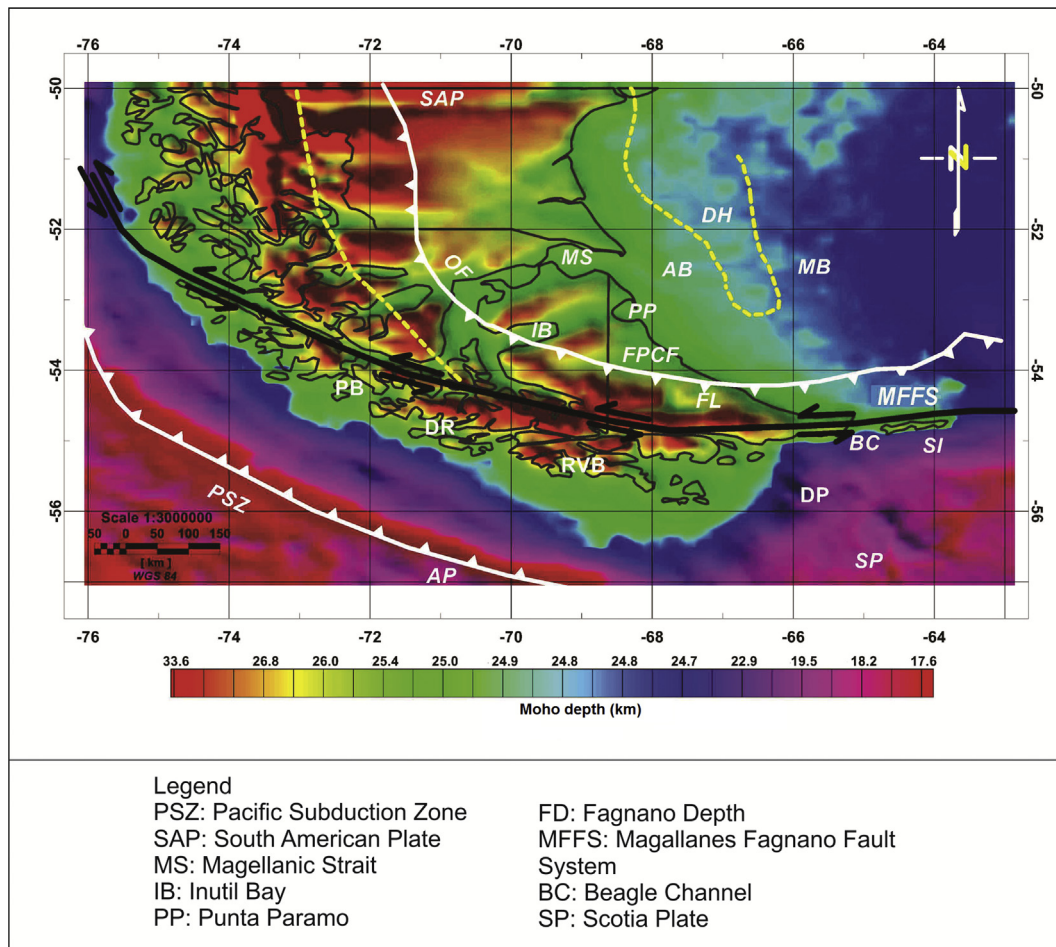 -76 -74 -72 -70 -68 -66 -64
-50 SAP -50
N
-52 DH -52
OF MS AB MB
PP
IB
FPCF
-54 PB -54
FL MFFS
DR BC SI
RVB
DP
PSZ
-56 -56
Scale 1:3000000
50 0 50 100 150
[ km ]
WGS 84
AP SP
-76 -74 -72 -70 -68 -66 -64
33.6 26.8 26.0 25.4 25.0 24.9 24.8 24.8 24.7 22.9 19.5 18.2 17.6
Moho depth (km)
Legend
PSZ: Pacific Subduction Zone
SAP: South American Plate
MS: Magellanic Strait
IB: Inutil Bay
PP: Punta Paramo
FD: Fagnano Depth
MFFS: Magallanes Fagnano Fault
System
BC: Beagle Channel
SP: Scotia Plate